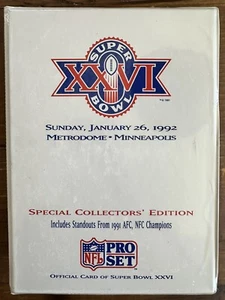 SUPER
XXVI
BOWL
SUNDAY, JANUARY 26, 1992
METRODOME • MINNEAPOLIS
SPECIAL COLLECTORS' EDITION
Includes Standouts From 1991 AFC, NFC Champions
NFL PRO
SET
OFFICIAL CARD OF SUPER BOWL XXVI